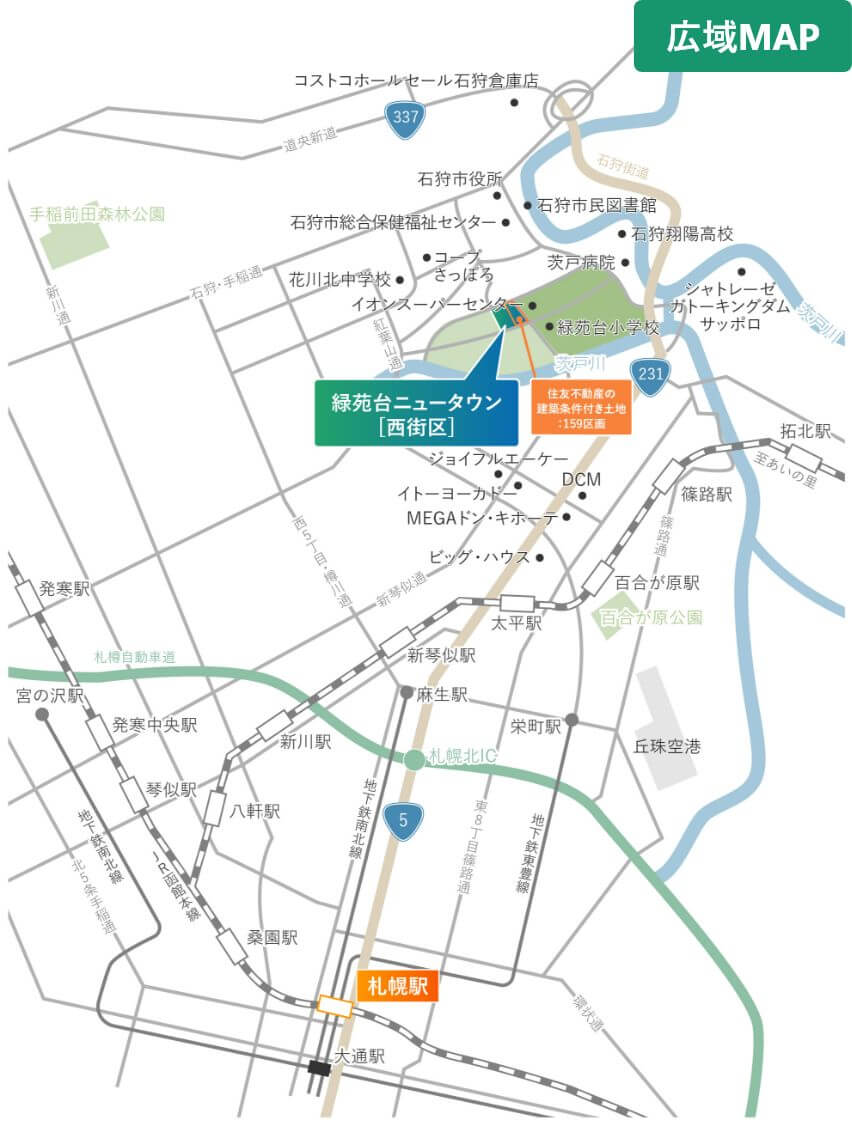 広域MAP
コストコホールセール石狩倉庫店
337
道央新道
石狩街道
石狩市役所
手稲前田森林公園
石狩市民図書館
石狩市総合保健福祉センター
石狩翔陽高校
コープ
さっぽろ
茨戸病院
花川北中学校
石狩・手稲通
新川通
シャトレーゼ
ガトーキングダム
サッポロ
茨戸川
イオンスーパーセンター
緑苑台小学校
紅葉山通
茨戸川
231
緑苑台ニュータウン
[西街区]
住友不動産の
建築条件付き土地
:159区画
拓北駅
至あいの里
ジョイフルエーケー
DCM
イトーヨーカドー
篠路駅
MEGAドン・キホーテ
西5丁目・樽川通
篠路通
ビッグ・ハウス
新琴似通
発寒駅
百合が原駅
太平駅
百合が原公園
新琴似駅
札樽自動車道
宮の沢駅
麻生駅
発寒中央駅
栄町駅
新川駅
丘珠空港
札幌北IC
琴似駅
八軒駅
5
地下鉄南北線
地下鉄南北線
東8丁目篠路通
地下鉄東豊線
JR函館本線
北5条手稲通
桑園駅
札幌駅
環状通
大通駅